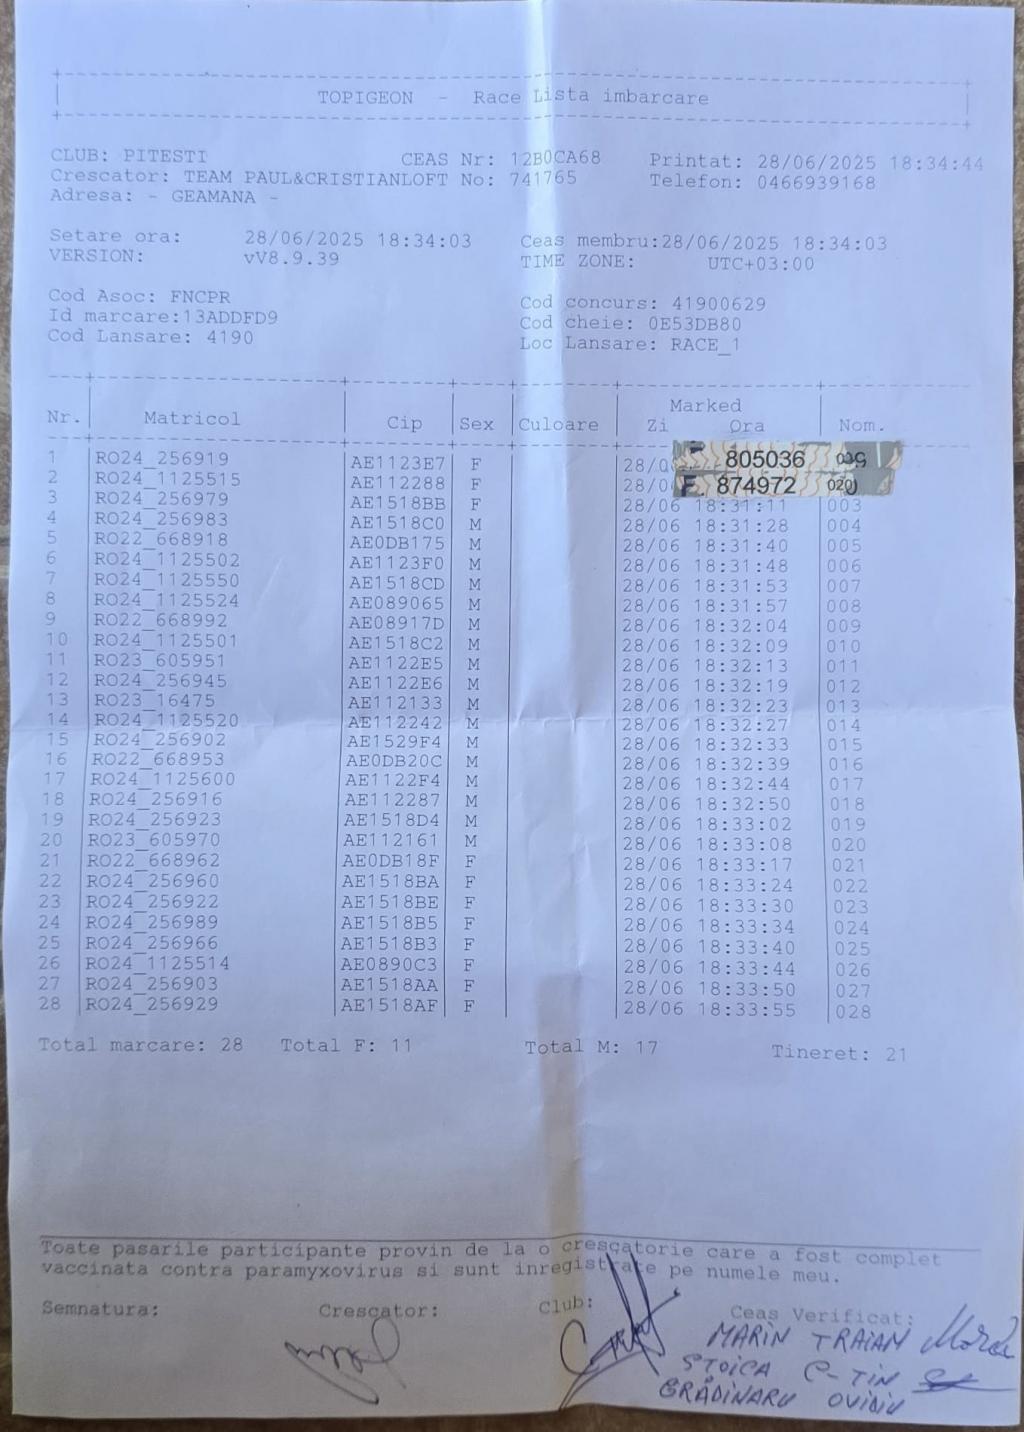 TOPIGEON - Race Lista imbarcare
CLUB: PITESTI CEAS Nr: 12B0CA68 Printat: 28/06/2025 18:34:44
Crescator: TEAM PAUL&CRISTIANLOFT No: 741765 Telefon: 0466939168
Adresa: - GEAMANA -
Setare ora: 28/06/2025 18:34:03 Ceas membru:28/06/2025 18:34:03
VERSION: vV8.9.39 TIME ZONE: UTC+03:00
Cod Asoc: FNCPR Cod concurs: 41900629
Id marcare:13ADDFD9 Cod cheie: 0E53DB80
Cod Lansare: 4190 Loc Lansare: RACE_1
Marked
Nr. Matricol Cip Sex Culoare Zi Ora Nom.
1 RO24_256919 AE1123E7 F 28/0 805036
2 RO24_1125515 AE112288 F 28/0 F. 874972 020
3 RO24_256979 AE1518BB F 28/06 18:31:11 003
4 RO24_256983 AE1518C0 M 28/06 18:31:28 004
5 RO22_668918 AE0DB175 M 28/06 18:31:40 005
6 RO24_1125502 AE1123F0 M 28/06 18:31:48 006
7 RO24_1125550 AE1518CD M 28/06 18:31:53 007
8 RO24_1125524 AE089065 M 28/06 18:31:57 008
9 RO22_668992 AE08917D M 28/06 18:32:04 009
10 RO24_1125501 AE1518C2 M 28/06 18:32:09 010
11 RO23_605951 AE1122E5 M 28/06 18:32:13 011
12 RO24_256945 AE1122E6 M 28/06 18:32:19 012
13 RO23_16475 AE112133 M 28/06 18:32:23 013
14 RO24_1125520 AE112242 M 28/06 18:32:27 014
15 RO24_256902 AE1529F4 M 28/06 18:32:33 015
16 RO22_668953 AE0DB20C M 28/06 18:32:39 016
17 RO24_1125600 AE1122F4 M 28/06 18:32:44 017
18 RO24_256916 AE112287 M 28/06 18:32:50 018
19 RO24_256923 AE1518D4 M 28/06 18:33:02 019
20 RO23_605970 AE112161 M 28/06 18:33:08 020
21 RO22_668962 AE0DB18F F 28/06 18:33:17 021
22 RO24_256960 AE1518BA F 28/06 18:33:24 022
23 RO24_256922 AE1518BE F 28/06 18:33:30 023
24 RO24_256989 AE1518B5 F 28/06 18:33:34 024
25 RO24_256966 AE1518B3 F 28/06 18:33:40 025
26 RO24_1125514 AE0890C3 F 28/06 18:33:44 026
27 RO24_256903 AE1518AA F 28/06 18:33:50 027
28 RO24_256929 AE1518AF F 28/06 18:33:55 028
Total marcare: 28 Total F: 11 Total M: 17 Tineret: 21
Toate pasarile participante provin de la o crescatorie care a fost complet
vaccinata contra paramyxovirus si sunt inregistrate pe numele meu.
Semnatura: Crescator: Club: Ceas Verificat:
MARIN TRAIAN
STOICA C-TIN
GRĂDINARU OVIDIU